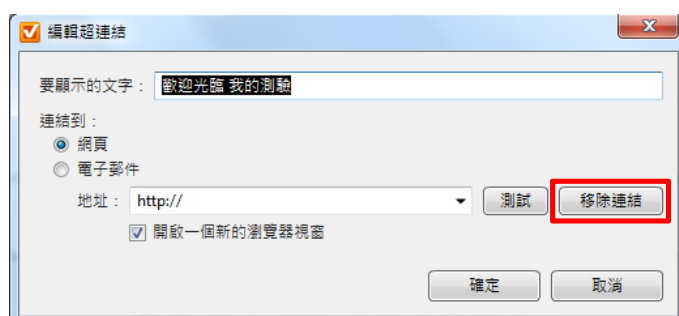 編輯超連結
要顯示的文字： 歡迎光臨 我的測驗
連結到：
網頁
電子郵件
地址： http:// 測試 移除連結
開啟一個新的瀏覽器視窗
確定 取消